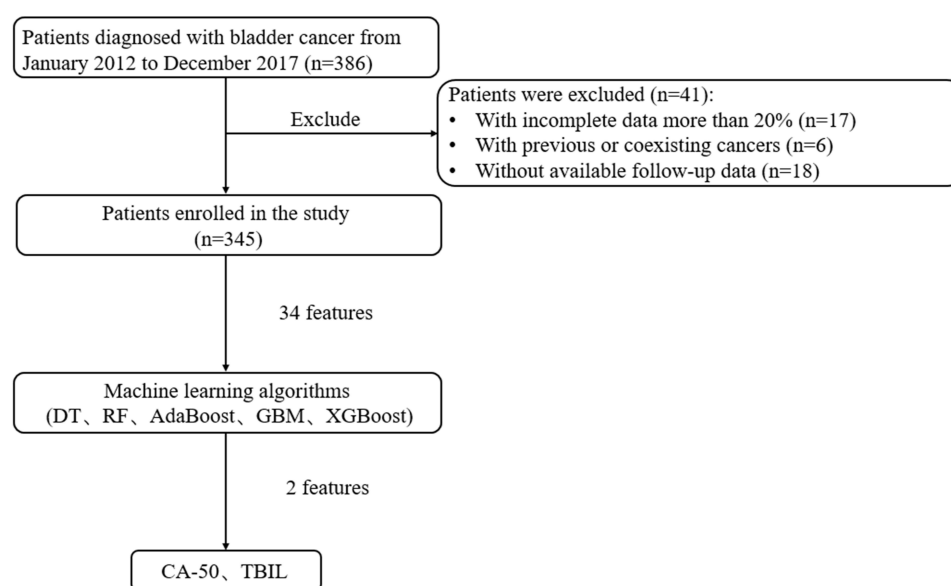 Patients diagnosed with bladder cancer from
January 2012 to December 2017 (n=386)
Exclude
Patients were excluded (n=41):
• With incomplete data more than 20% (n=17)
• With previous or coexisting cancers (n=6)
• Without available follow-up data (n=18)
Patients enrolled in the study
(n=345)
34 features
Machine learning algorithms
(DT、RF、AdaBoost、GBM、XGBoost)
2 features
CA-50、TBIL